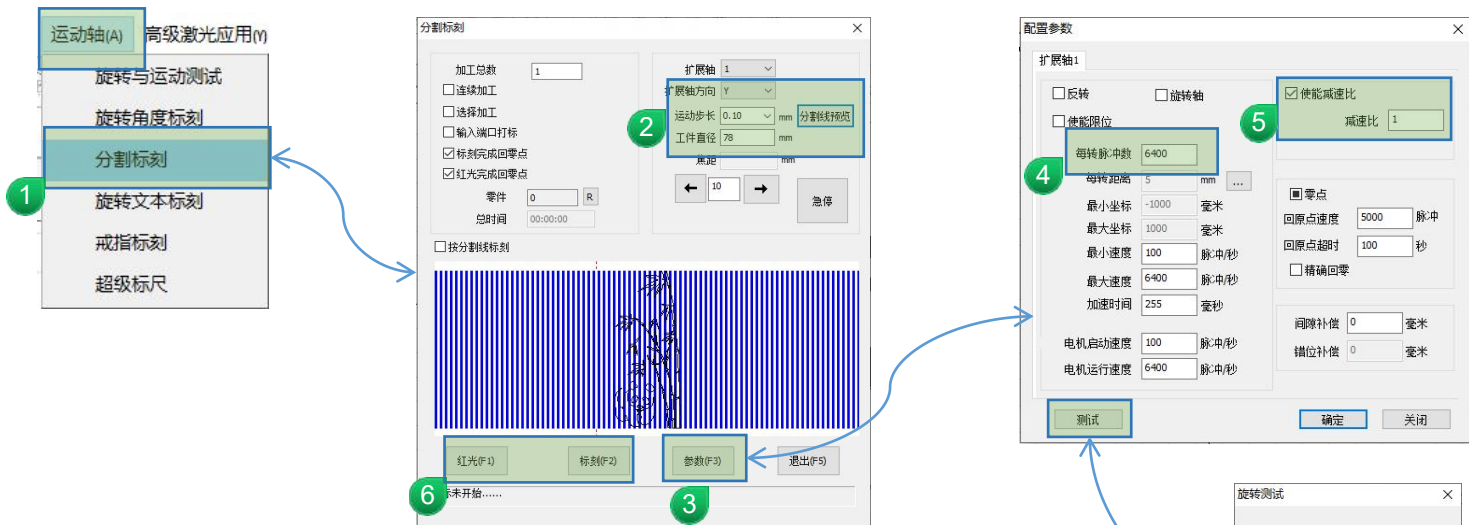 运动轴(A) 高级激光应用(Y)
旋转与运动测试
旋转角度标刻
分割标刻
1
旋转文本标刻
戒指标刻
超级标尺
分割标刻
加工总数 1
连续加工
选择加工
输入端口打标
标刻完成回零点
红光完成回零点
零件 0 R
总时间 00:00:00
扩展轴 1
扩展轴方向 Y
2
运动步长 0.10 mm 分割线预览
工件直径 78 mm
焦距 mm
10
急停
按分割线标刻
红光(F1) 标刻(F2) 参数(F3) 退出(F5)
6
标未开始......
3
配置参数
扩展轴1
反转 旋转轴
使能限位
4
每转脉冲数 6400
每转距离 5 mm ...
最小坐标 -1000 毫米
最大坐标 1000 毫米
最小速度 100 脉冲/秒
最大速度 6400 脉冲/秒
加速时间 255 毫秒
电机启动速度 100 脉冲/秒
电机运行速度 6400 脉冲/秒
5
使能减速比
减速比 1
零点
回原点速度 5000 脉冲
回原点超时 100 秒
精确回零
间隙补偿 0 毫米
错位补偿 0 毫米
测试 确定 关闭
旋转测试